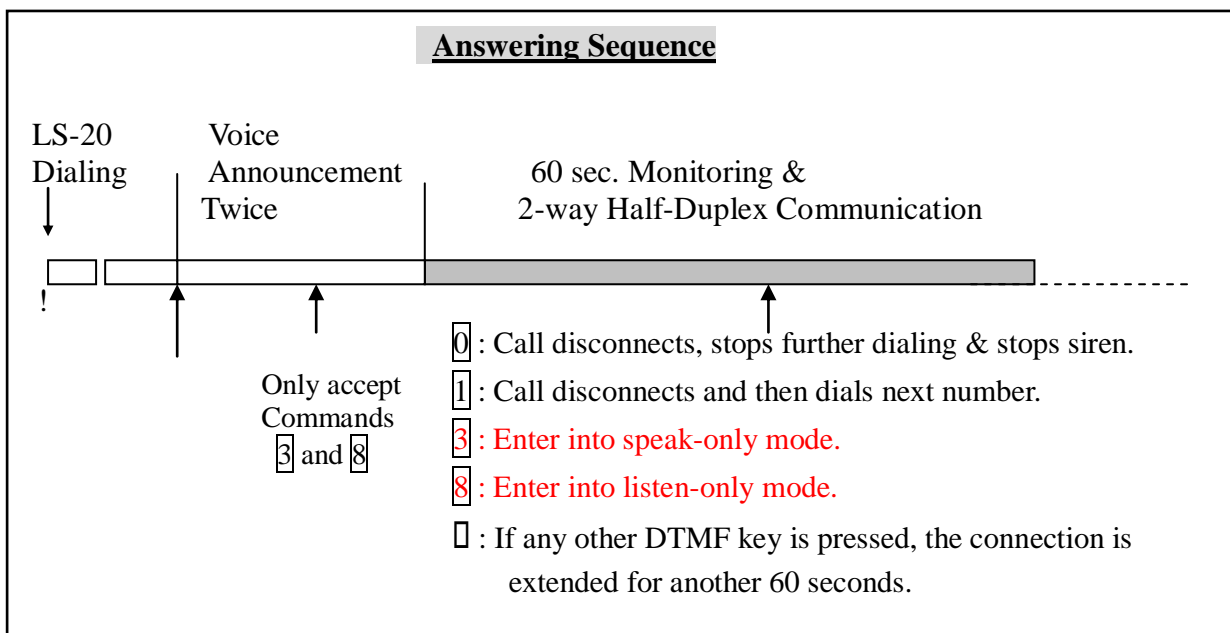 Answering Sequence
LS-20
Dialing
Voice
Announcement
Twice
60 sec. Monitoring &
2-way Half-Duplex Communication
!
Only accept
Commands
3 and 8
0 : Call disconnects, stops further dialing & stops siren.
1 : Call disconnects and then dials next number.
3 : Enter into speak-only mode.
8 : Enter into listen-only mode.
▯ : If any other DTMF key is pressed, the connection is
extended for another 60 seconds.